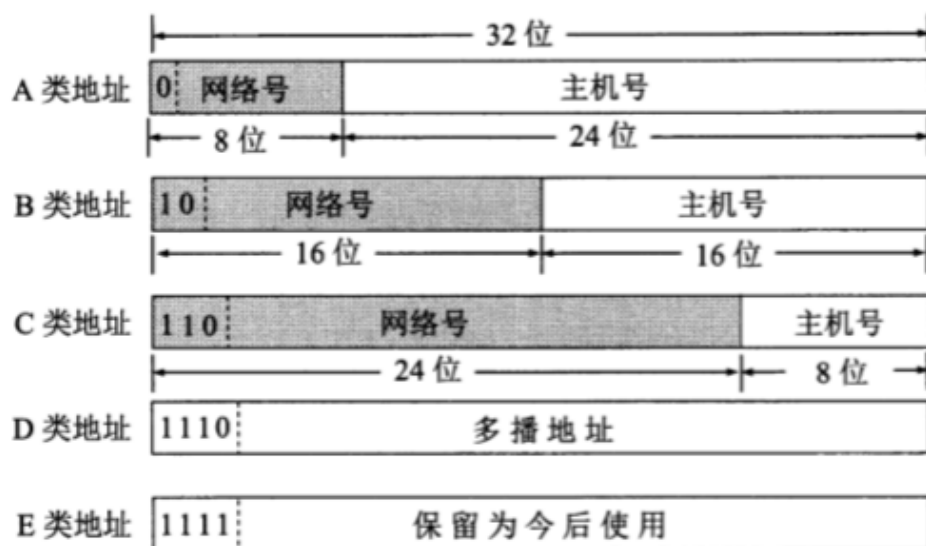 32 位
A 类地址 0 网络号 主机号
8 位 24 位
B 类地址 10 网络号 主机号
16 位 16 位
C 类地址 110 网络号 主机号
24 位 8 位
D 类地址 1110 多播地址
E 类地址 1111 保留为今后使用